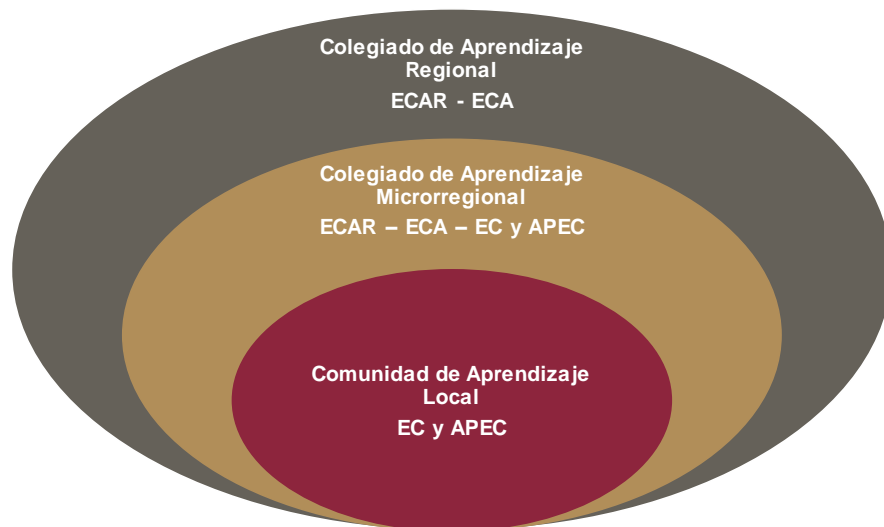 Colegiado de Aprendizaje
Regional
ECAR - ECA
Colegiado de Aprendizaje
Microrregional
ECAR – ECA – EC y APEC
Comunidad de Aprendizaje
Local
EC y APEC